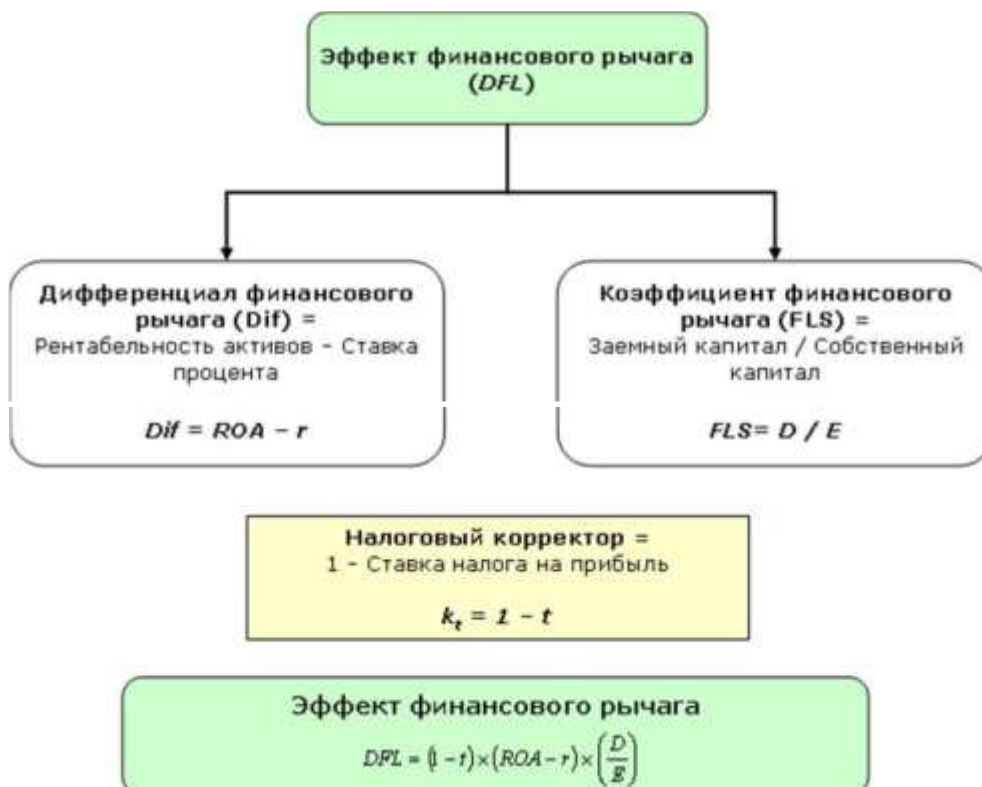 Эффект финансового рычага
(DFL)
Дифференциал финансового
рычага (Dif) =
Рентабельность активов – Ставка
процента
Dif = ROA – r
Коэффициент финансового
рычага (FLS) =
Заемный капитал / Собственный
капитал
FLS= D / E
Налоговый корректор =
1 – Ставка налога на прибыль
kt = 1 – t
Эффект финансового рычага
DFL = (1 – t)×(ROA – r)×(D/E)